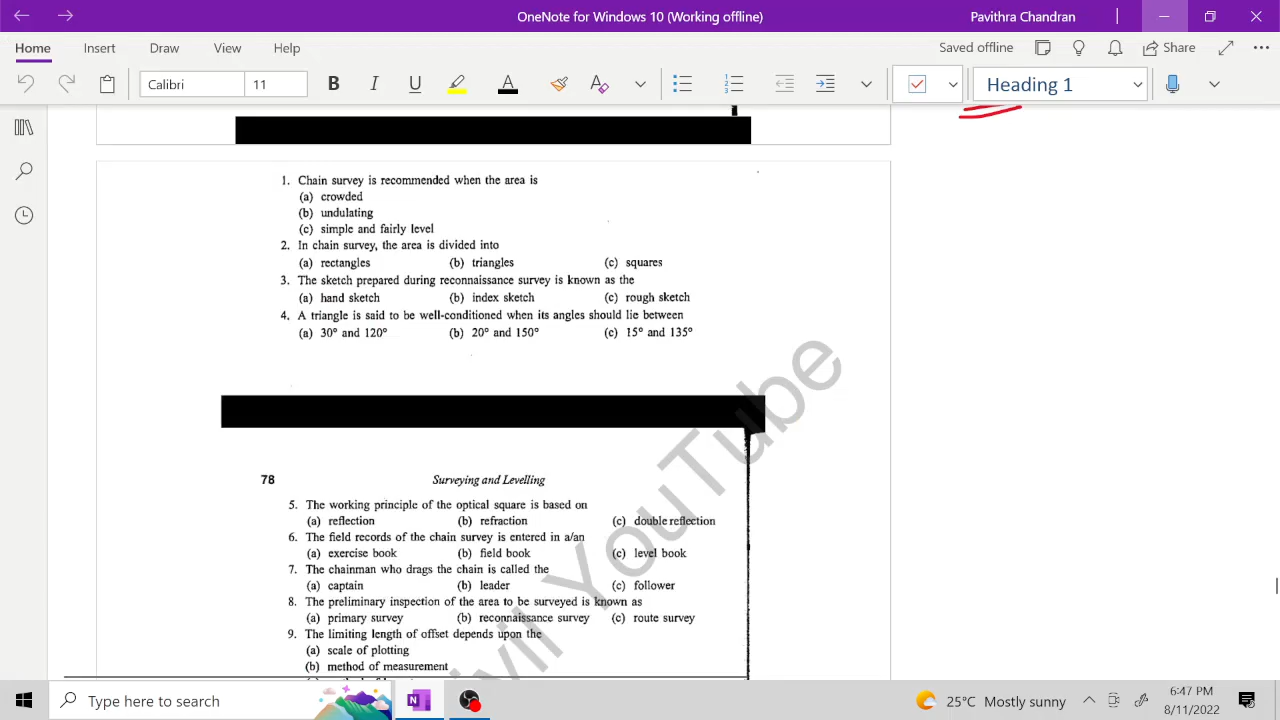 OneNote for Windows 10 (Working offline)
Pavithra Chandran
Home Insert Draw View Help
Saved offline
Share
Calibri 11 B I U A A
Heading 1
1. Chain survey is recommended when the area is
(a) crowded
(b) undulating
(c) simple and fairly level
2. In chain survey, the area is divided into
(a) rectangles (b) triangles (c) squares
3. The sketch prepared during reconnaissance survey is known as the
(a) hand sketch (b) index sketch (c) rough sketch
4. A triangle is said to be well-conditioned when its angles should lie between
(a) 30° and 120° (b) 20° and 150° (c) 15° and 135°
78 Surveying and Levelling
5. The working principle of the optical square is based on
(a) reflection (b) refraction (c) double reflection
6. The field records of the chain survey is entered in a/an
(a) exercise book (b) field book (c) level book
7. The chainman who drags the chain is called the
(a) captain (b) leader (c) follower
8. The preliminary inspection of the area to be surveyed is known as
(a) primary survey (b) reconnaissance survey (c) route survey
9. The limiting length of offset depends upon the
(a) scale of plotting
(b) method of measurement
ivil YouTube
Type here to search
25°C Mostly sunny
6:47 PM
8/11/2022